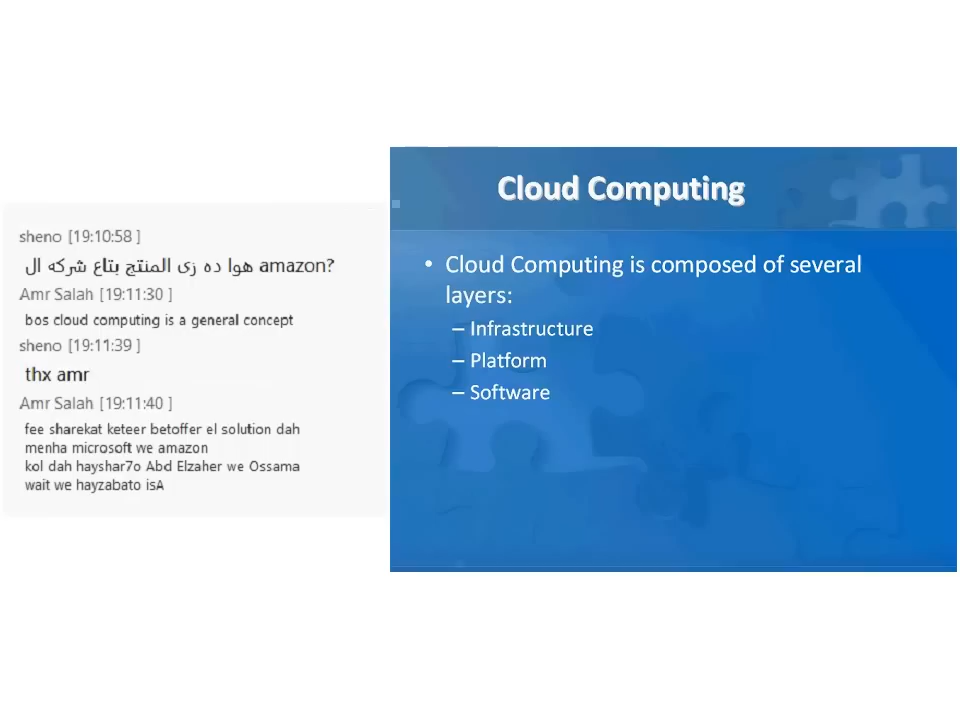 sheno [19:10:58 ]
هوا ده زى المنتج بتاع شركه ال amazon?
Amr Salah [19:11:30 ]
bos cloud computing is a general concept
sheno [19:11:39 ]
thx amr
Amr Salah [19:11:40 ]
fee sharekat keteer betoffer el solution dah
menha microsoft we amazon
kol dah hayshar7o Abd Elzaher we Ossama
wait we hayzabato isA
Cloud Computing
• Cloud Computing is composed of several
layers:
– Infrastructure
– Platform
– Software